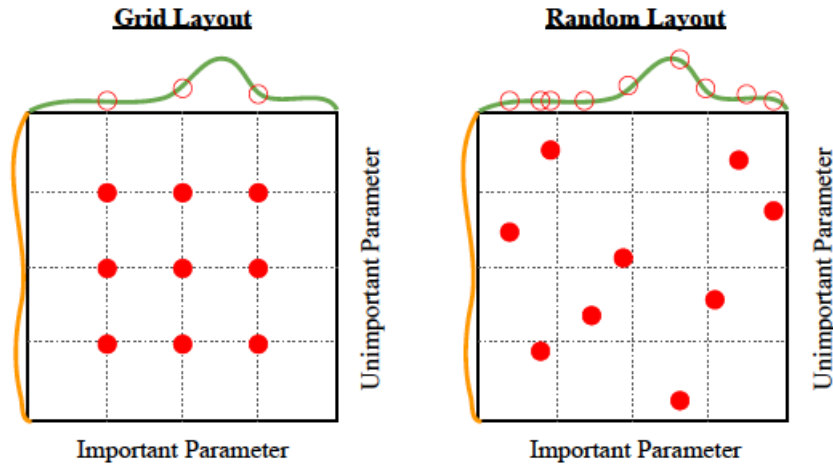 Grid Layout
Unimportant Parameter
Important Parameter
Random Layout
Unimportant Parameter
Important Parameter